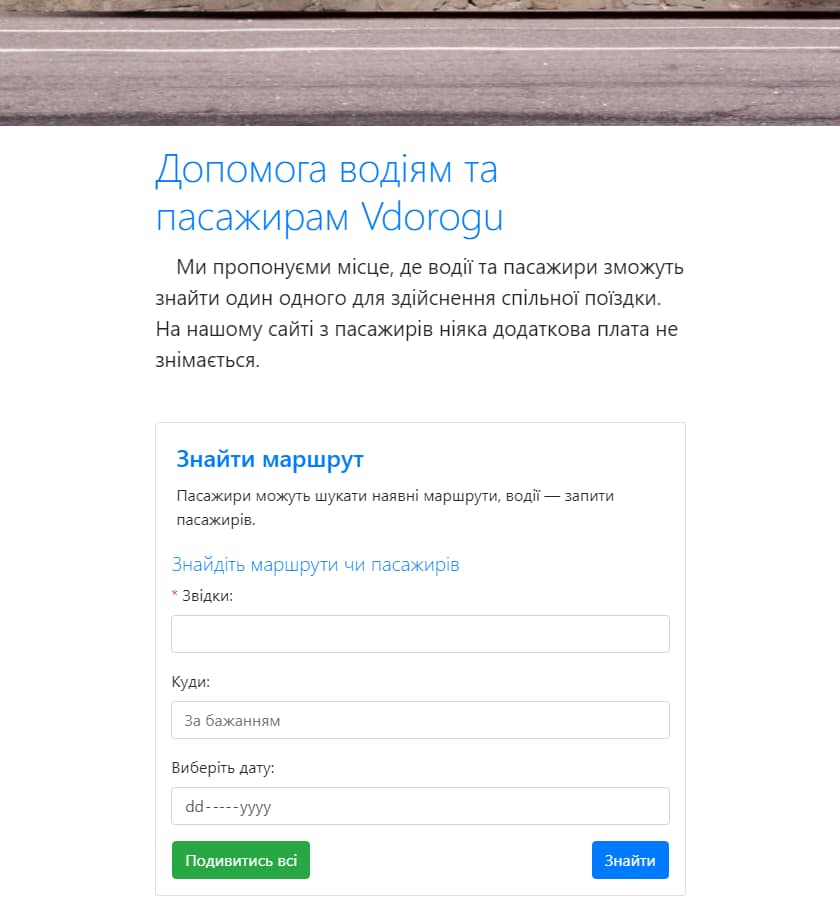 Допомога водіям та
пасажирам Vdorogu
Ми пропонуєми місце, де водії та пасажири зможуть
знайти один одного для здійснення спільної поїздки.
На нашому сайті з пасажирів ніяка додаткова плата не
знімається.
Знайти маршрут
Пасажири можуть шукати наявні маршрути, водії — запити
пасажирів.
Знайдіть маршрути чи пасажирів
* Звідки:
Куди:
За бажанням
Виберіть дату:
dd-----yyyy
Подивитись всі
Знайти